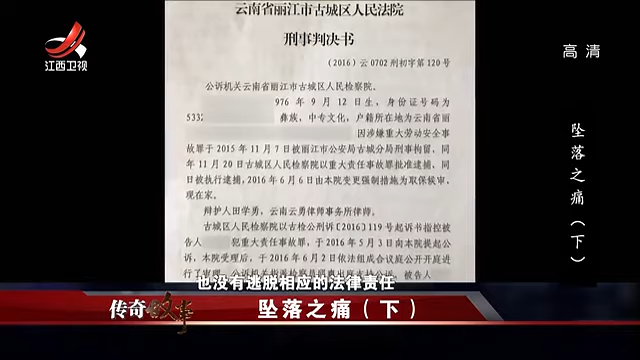 云南省丽江市古城区人民法院
刑事判决书
（2016）云0702刑初字第120号
公诉机关云南省丽江市古城区人民检察院。
976年9月12日生，身份证号码为
533 彝族，中专文化，户籍所在地为云南省丽
因涉嫌重大劳动安全事
故罪于2015年11月7日被丽江市公安局古城分局刑事拘留，同
年11月20日古城区人民检察院以重大责任事故罪批准逮捕，同
日被执行逮捕，2016年6月6日由本院变更强制措施为取保候审。
现在家。
辩护人田学勇，云南云勇律师事务所律师。
古城区人民检察院以古检公刑诉〔2016〕119号起诉书指控被
告人 犯重大责任事故罪，于2016年5月3日向本院提起公
诉，本院受理后，于2016年6月2日依法组成合议庭公开开庭进
行了审理。公诉机关指派检察员
被告人
也没有逃脱相应的法律责任
江西卫视
高清
坠落之痛（下）
传奇故事
坠落之痛（下）